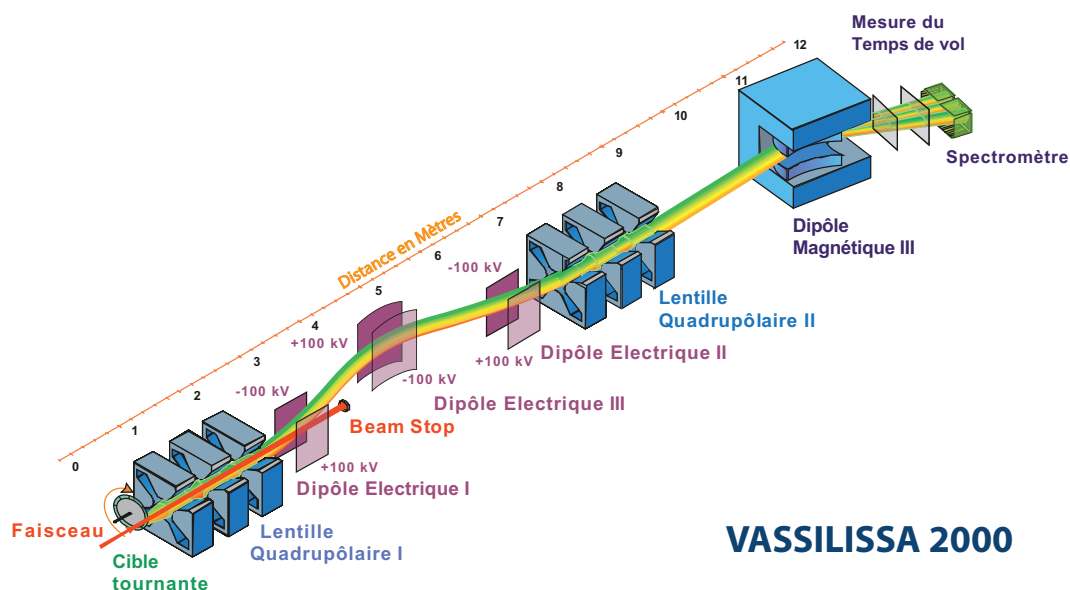 Mesure du
Temps de vol
12
11
10
9
8
7
6
5
4
3
2
1
0
Distance en Mètres
Spectromètre
Dipôle
Magnétique III
-100 kV
Lentille
Quadrupôlaire II
+100 kV
Dipôle Electrique II
+100 kV
-100 kV
Dipôle Electrique III
-100 kV
Beam Stop
+100 kV
Dipôle Electrique I
Faisceau
Lentille
Quadrupôlaire I
Cible
tournante
VASSILISSA 2000